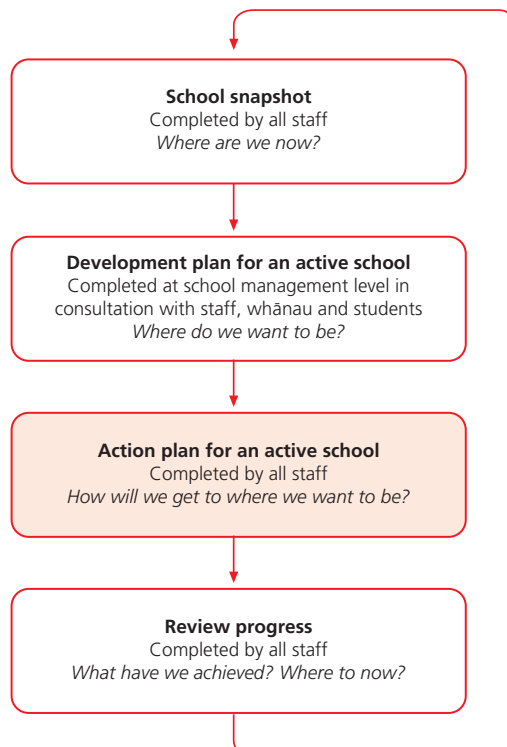 School snapshot
Completed by all staff
Where are we now?
Development plan for an active school
Completed at school management level in
consultation with staff, whānau and students
Where do we want to be?
Action plan for an active school
Completed by all staff
How will we get to where we want to be?
Review progress
Completed by all staff
What have we achieved? Where to now?